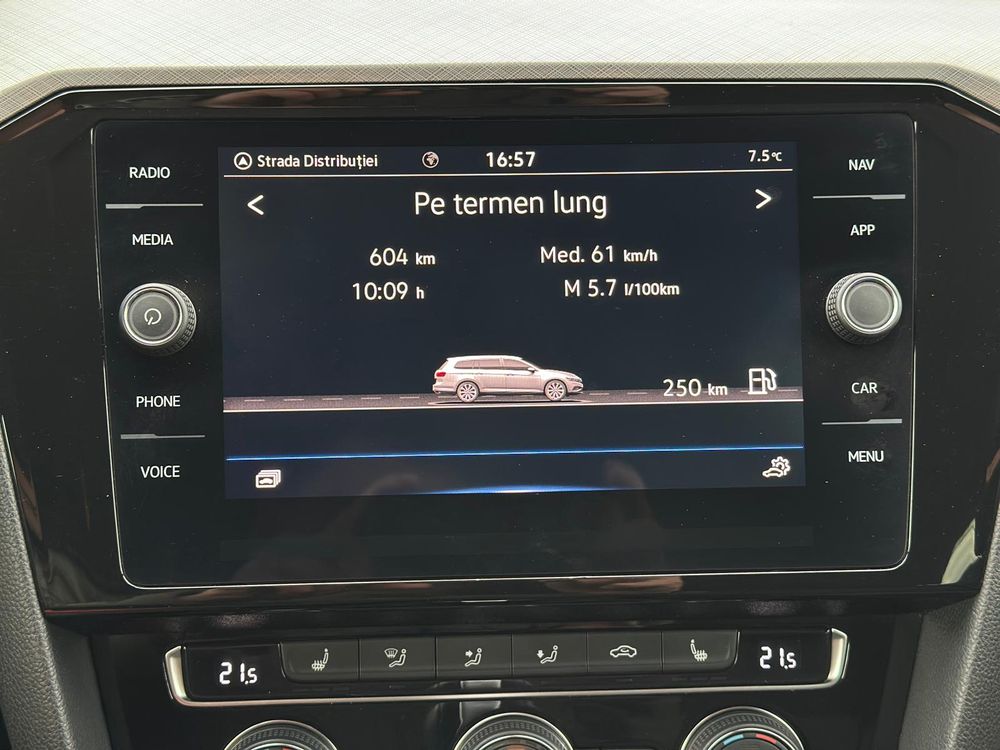 RADIO
MEDIA
PHONE
VOICE
Strada Distribuției 16:57 7.5°C
< Pe termen lung >
604 km Med. 61 km/h
10:09 h M 5.7 l/100km
250 km
NAV
APP
CAR
MENU
21.5 21.5